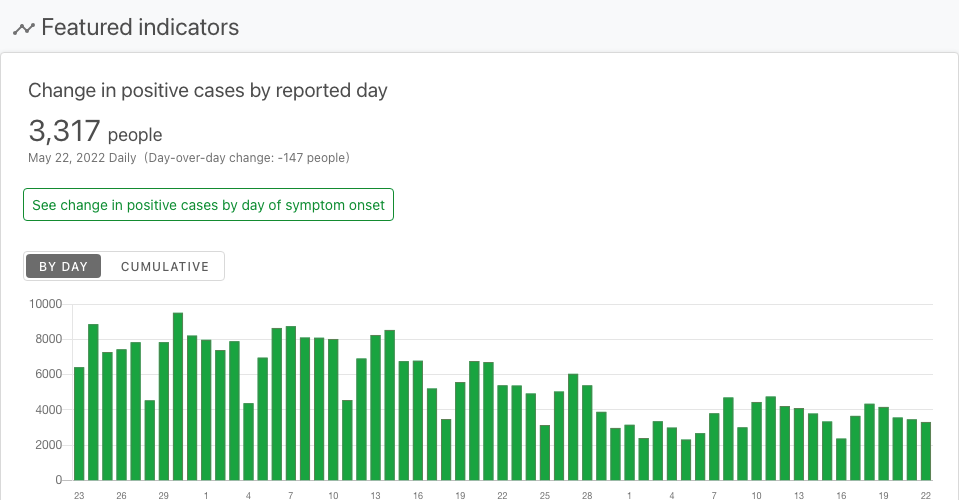 Featured indicators
Change in positive cases by reported day
3,317 people
May 22, 2022 Daily (Day-over-day change: -147 people)
See change in positive cases by day of symptom onset
BY DAY CUMULATIVE
10000
8000
6000
4000
2000
0
23 26 29 1 4 7 10 13 16 19 22 25 28 1 4 7 10 13 16 19 22